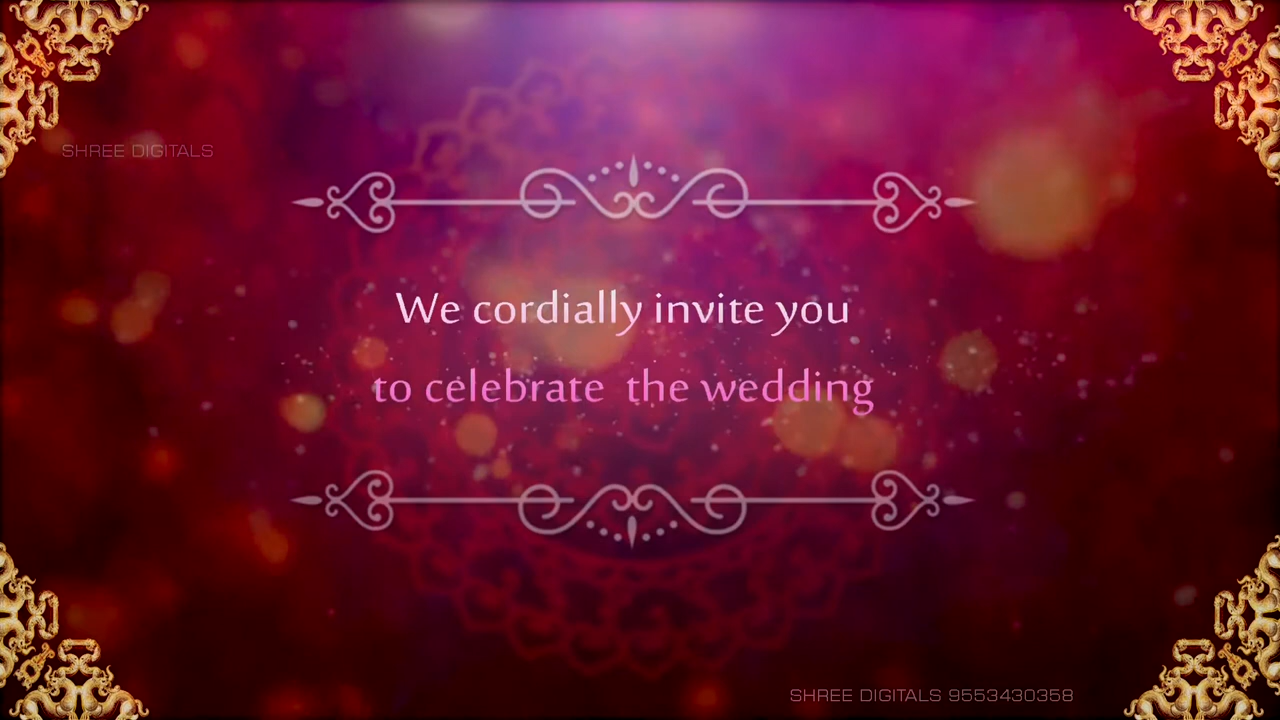 SHREE DIGITALS
We cordially invite you
to celebrate the wedding
SHREE DIGITALS 9553430358